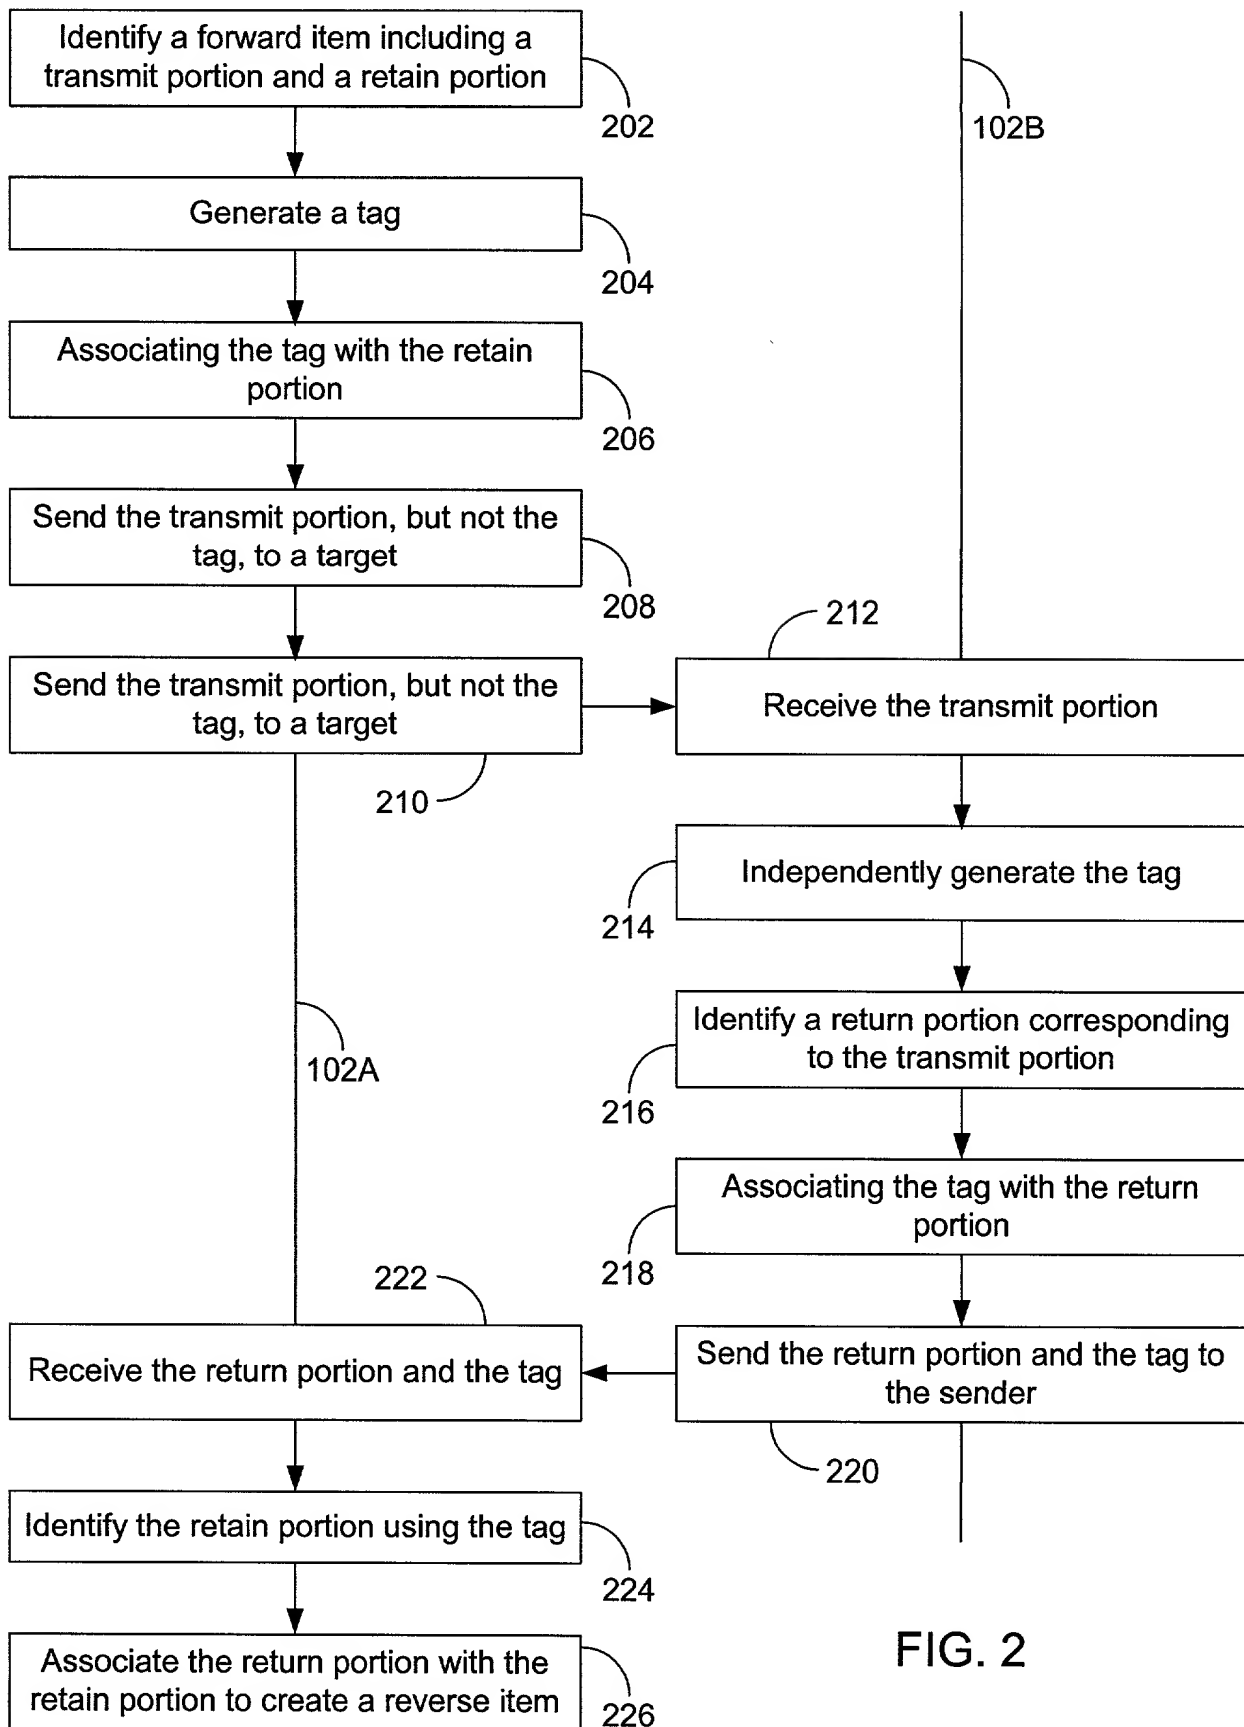 Identify a forward item including a
transmit portion and a retain portion
202
102B
Generate a tag
204
Associating the tag with the retain
portion
206
Send the transmit portion, but not the
tag, to a target
208
212
Send the transmit portion, but not the
tag, to a target
210
Receive the transmit portion
Independently generate the tag
214
Identify a return portion corresponding
to the transmit portion
216
102A
Associating the tag with the return
portion
218
222
Receive the return portion and the tag
Send the return portion and the tag to
the sender
220
Identify the retain portion using the tag
224
Associate the return portion with the
retain portion to create a reverse item
226
FIG. 2